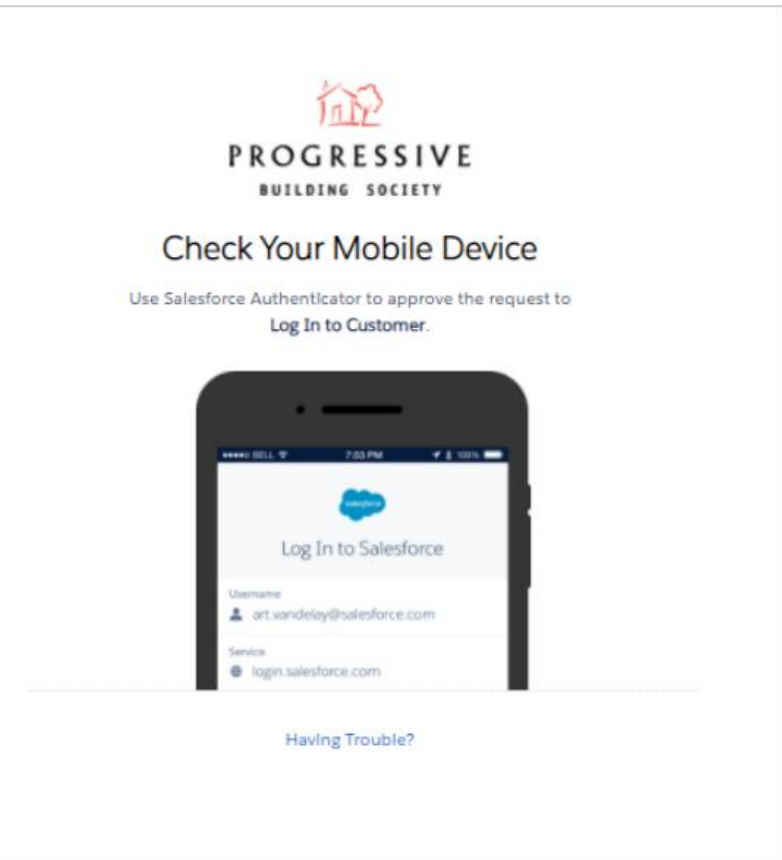 PROGRESSIVE
BUILDING SOCIETY
Check Your Mobile Device
Use Salesforce Authenticator to approve the request to
Log In to Customer.
BELL 7:03 PM 100%
salesforce
Log In to Salesforce
Username
art.vandelay@salesforce.com
Service
login.salesforce.com
Having Trouble?